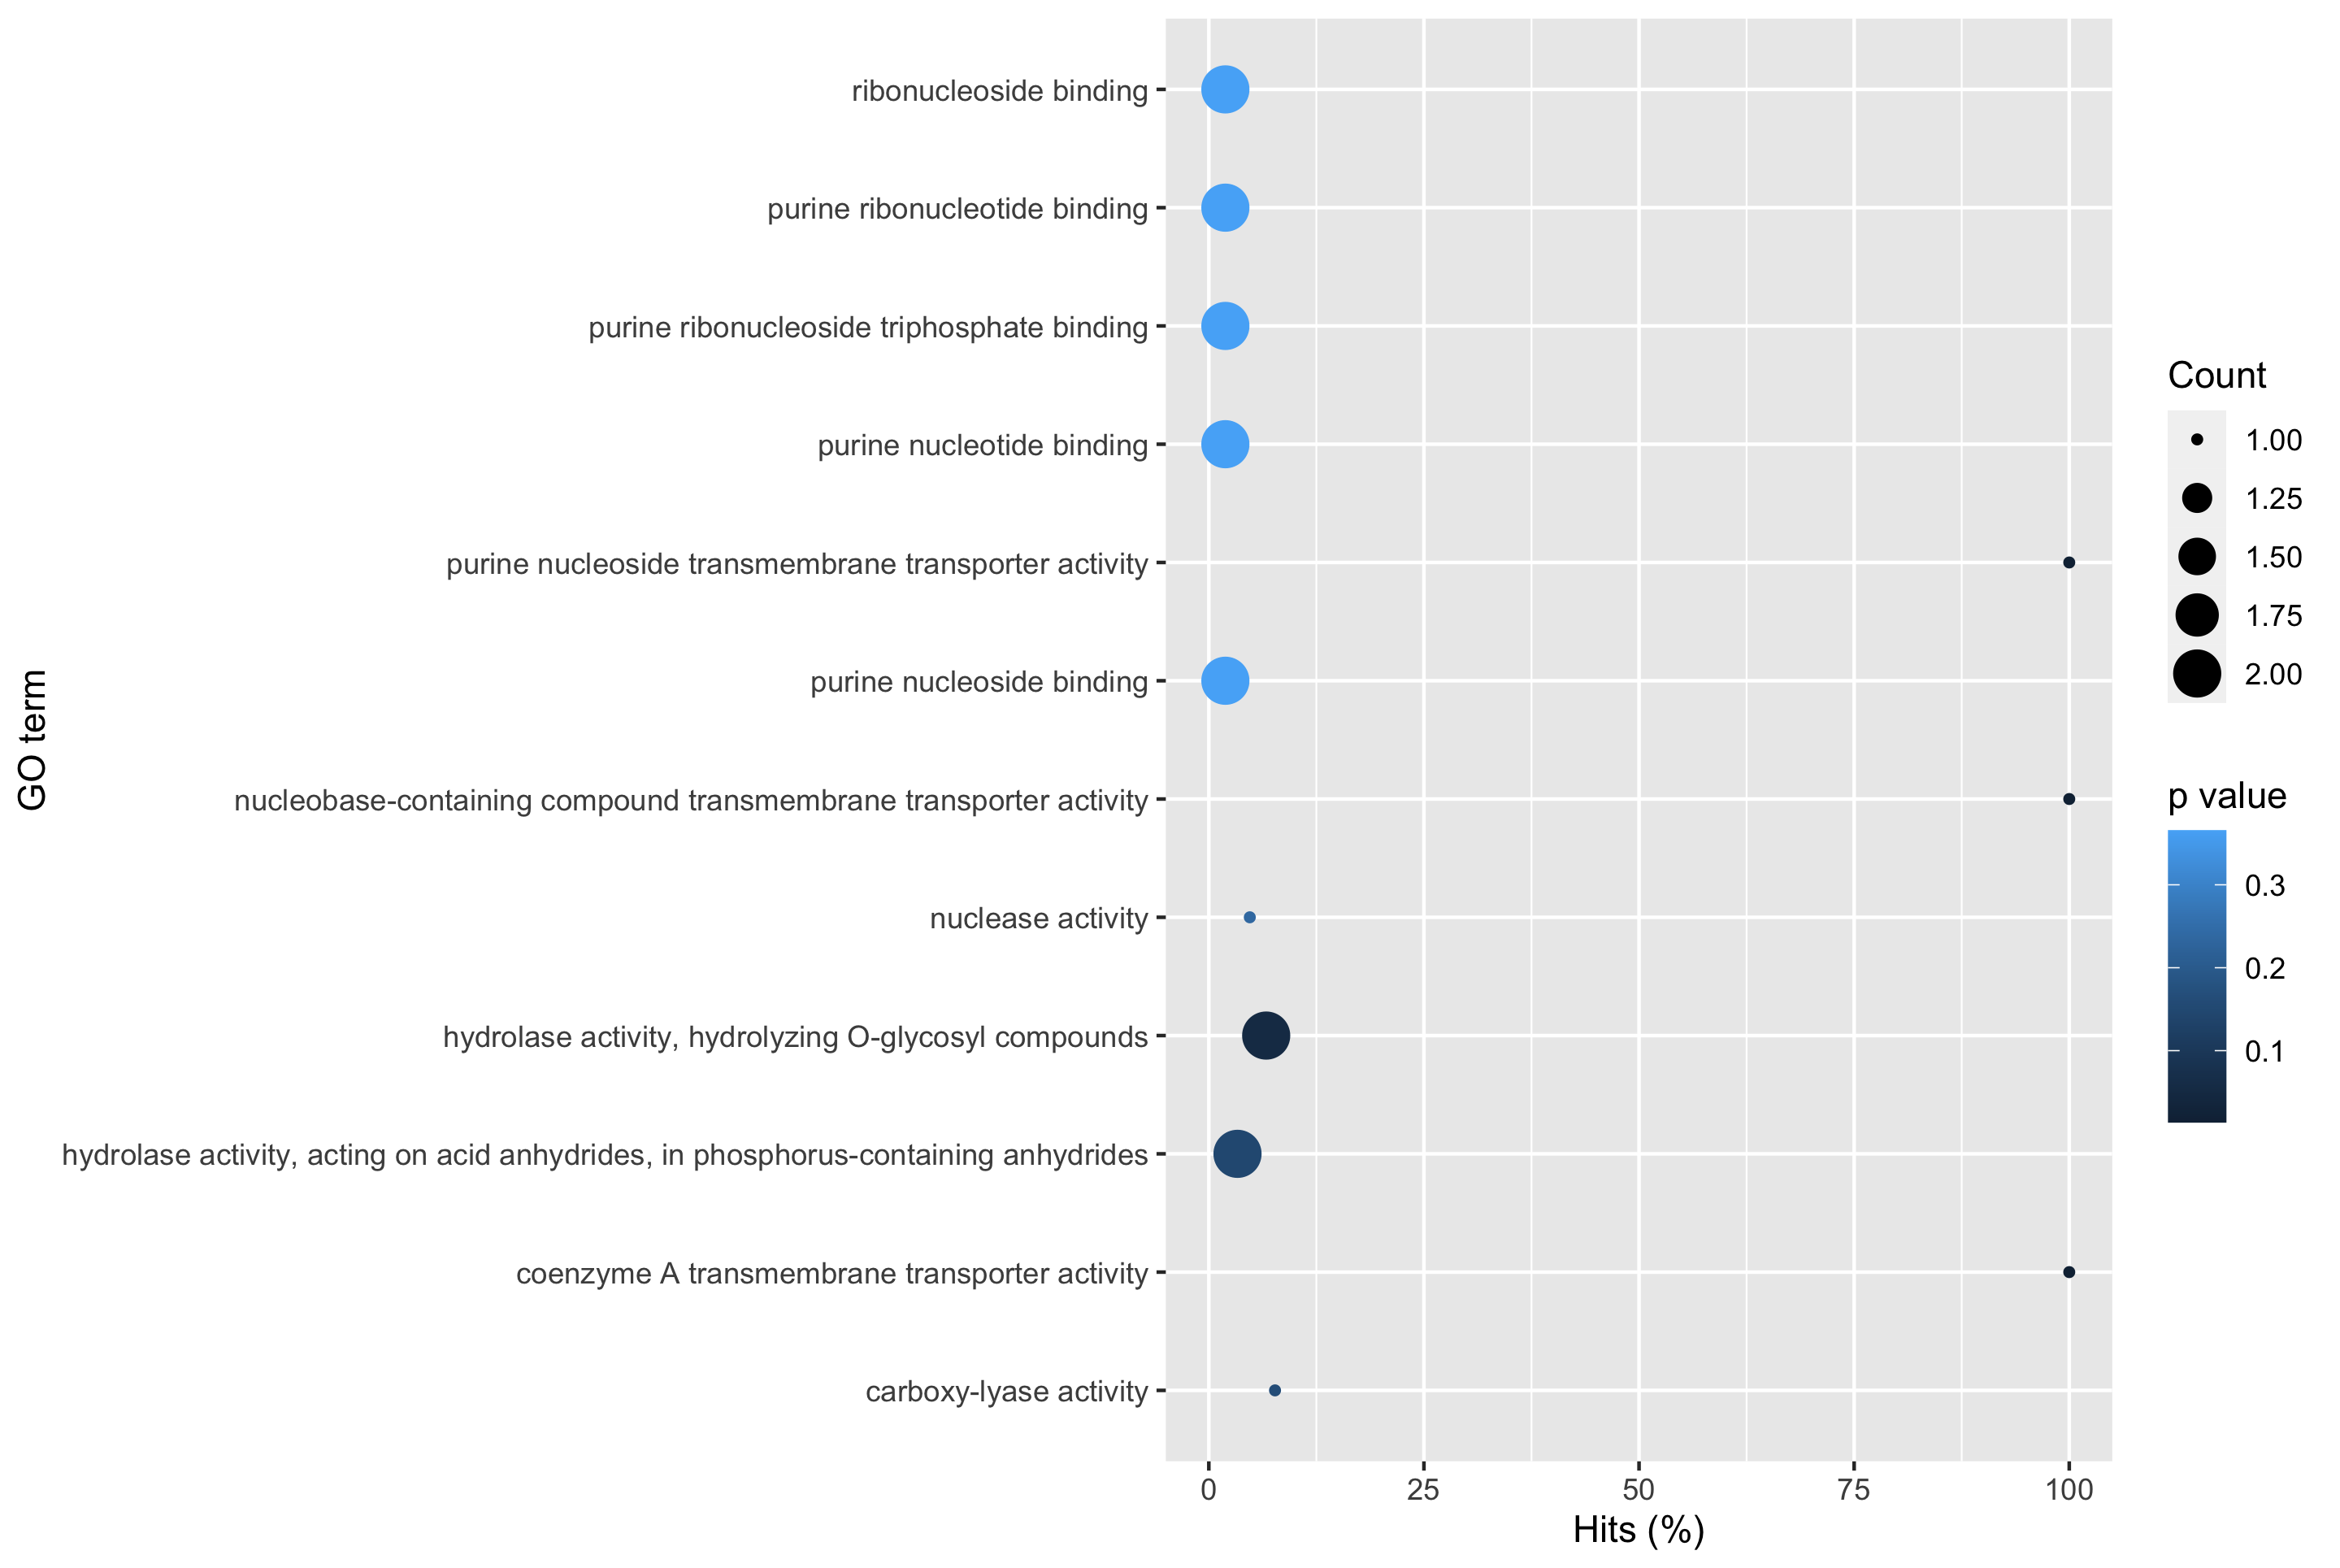 ribonucleoside binding
purine ribonucleotide binding
purine ribonucleoside triphosphate binding
purine nucleotide binding
purine nucleoside transmembrane transporter activity
purine nucleoside binding
nucleobase-containing compound transmembrane transporter activity
nuclease activity
hydrolase activity, hydrolyzing O-glycosyl compounds
hydrolase activity, acting on acid anhydrides, in phosphorus-containing anhydrides
coenzyme A transmembrane transporter activity
carboxy-lyase activity
GO term
0 25 50 75 100
Hits (%)
Count
1.00
1.25
1.50
1.75
2.00
p value
0.3
0.2
0.1